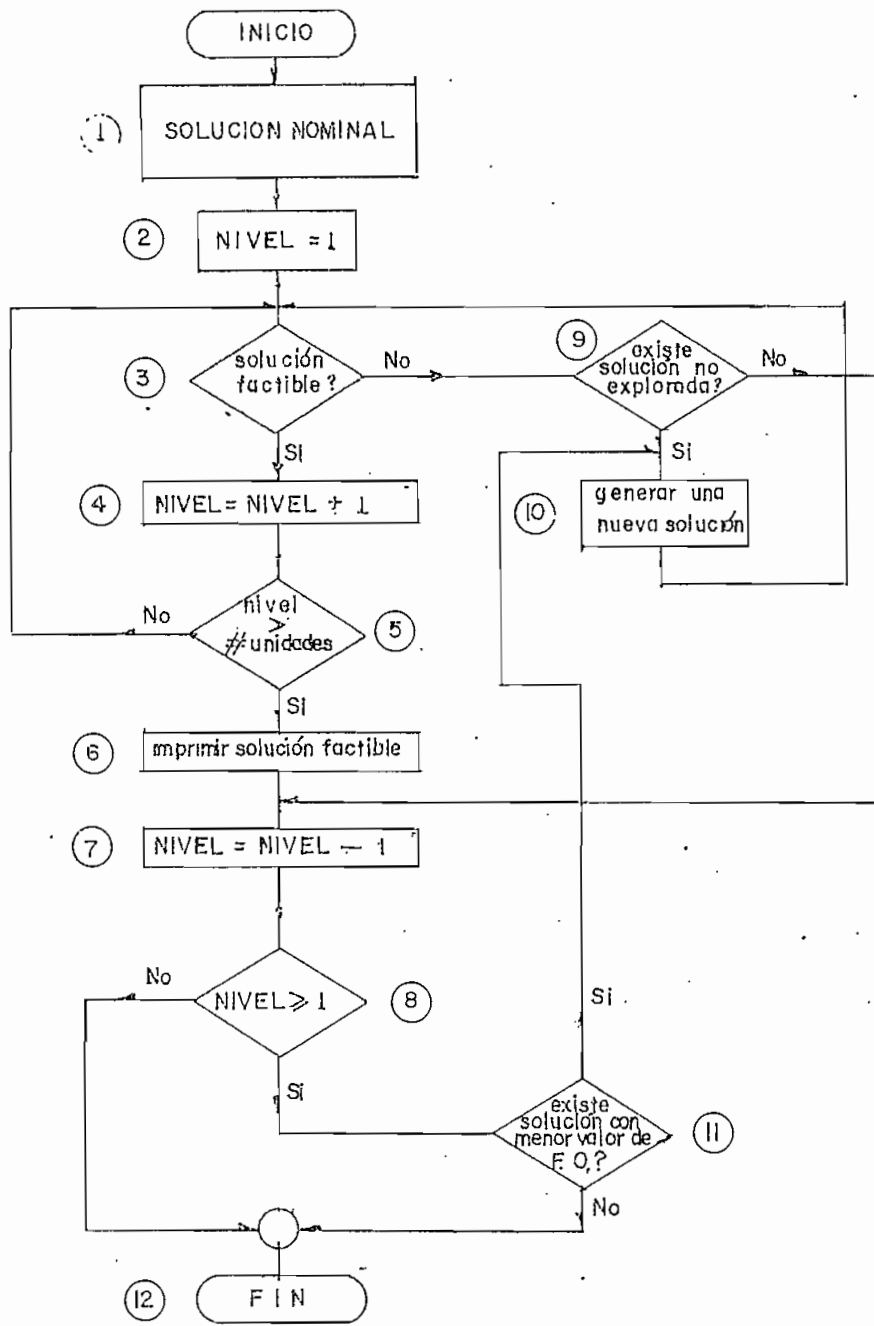 INICIO
1
SOLUCION NOMINAL
2
NIVEL = 1
3
solución
factible?
No
Si
9
existe
solución no
explorada?
No
Si
4
NIVEL = NIVEL + 1
10
generar una
nueva solución
nivel
>
# unidades
5
No
Si
6
imprimir solución factible
7
NIVEL = NIVEL - 1
NIVEL ≥ 1
8
No
Si
existe
solución con
menor valor de
F.O.?
11
Si
No
12
FIN